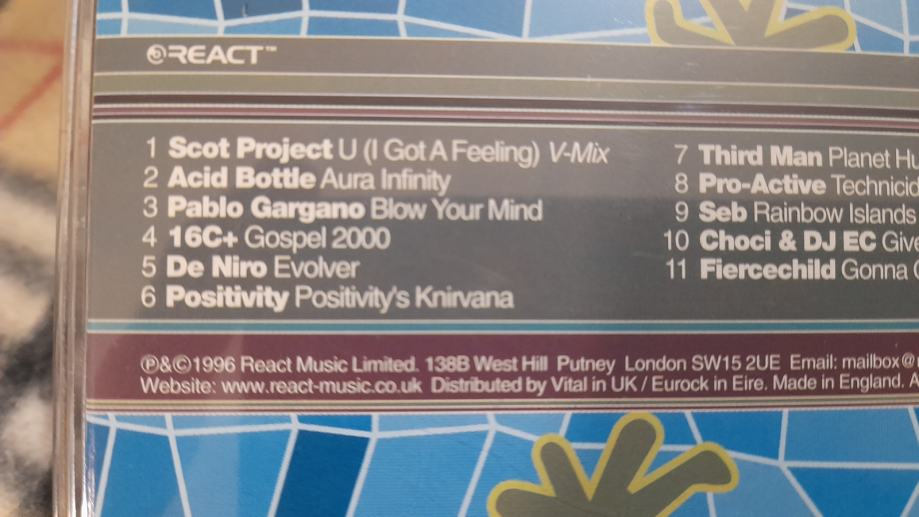 REACT™
1 Scot Project U (I Got A Feeling) V-Mix
2 Acid Bottle Aura Infinity
3 Pablo Gargano Blow Your Mind
4 16C+ Gospel 2000
5 De Niro Evolver
6 Positivity Positivity's Knirvana
7 Third Man Planet
8 Pro-Active
9 Seb Rainbow Islands
10 Choci & DJ EC
11 Fiercechild Gonna
℗&©1996 React Music Limited. 138B West Hill Putney London SW15 2UE Email: mailbox@
Website: www.react-music.co.uk Distributed by Vital in UK / Eurock in Eire. Made in England.